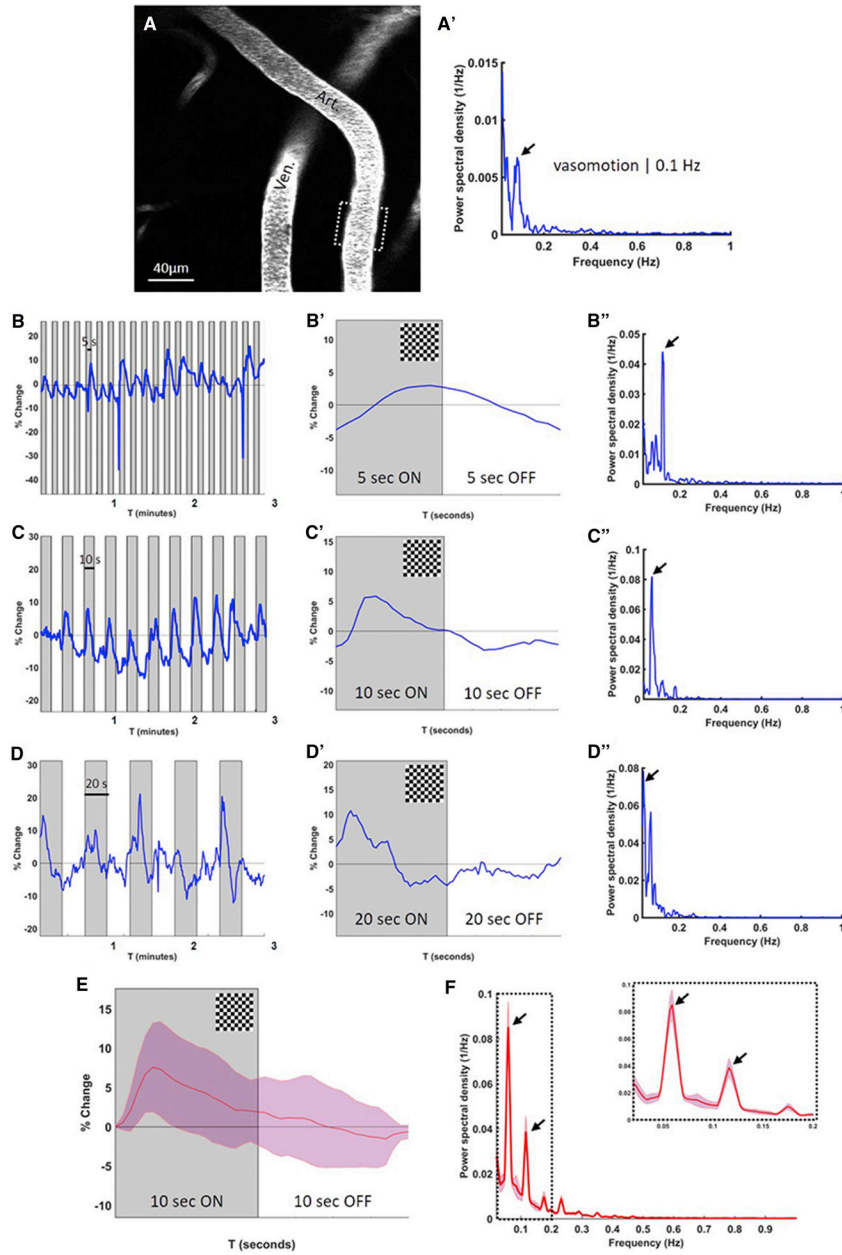 A
Art.
Ven.
40μm
A'
0.015
0.01
0.005
0
Power spectral density (1/Hz)
vasomotion | 0.1 Hz
0.2 0.4 0.6 0.8 1
Frequency (Hz)
B
20
10
0
-10
-20
-30
-40
% Change
5 s
1 2 3
T (minutes)
B'
10
5
0
-5
-10
% Change
5 sec ON
5 sec OFF
T (seconds)
B"
0.05
0.04
0.03
0.02
0.01
0
Power spectral density (1/Hz)
0.2 0.4 0.6 0.8 1
Frequency (Hz)
C
30
20
10
0
-10
-20
% Change
10 s
1 2 3
T (minutes)
C'
10
5
0
-5
-10
% Change
10 sec ON
10 sec OFF
T (seconds)
C"
0.1
0.08
0.06
0.04
0.02
0
Power spectral density (1/Hz)
0.2 0.4 0.6 0.8 1
Frequency (Hz)
D
30
20
10
0
-10
-20
% Change
20 s
1 2 3
T (minutes)
D'
20
15
10
5
0
-5
-10
% Change
20 sec ON
20 sec OFF
T (seconds)
D"
0.08
0.06
0.04
0.02
0
Power spectral density (1/Hz)
0.2 0.4 0.6 0.8 1
Frequency (Hz)
E
15
10
5
0
-5
-10
% Change
10 sec ON
10 sec OFF
T (seconds)
F
0.1
0.08
0.06
0.04
0.02
0
Power spectral density (1/Hz)
0.1 0.2 0.3 0.4 0.5 0.6 0.7 0.8 0.9
Frequency (Hz)
0.1
0.08
0.06
0.04
0.02
0
0.05 0.1 0.15 0.2